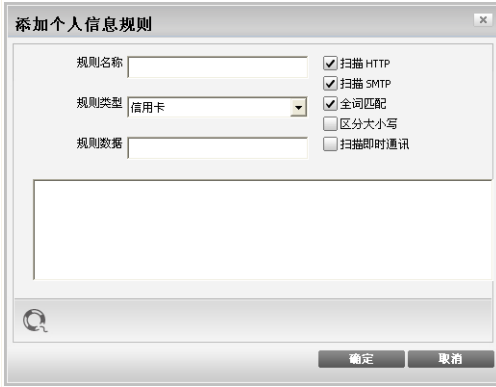 添加个人信息规则
规则名称
扫描 HTTP
扫描 SMTP
规则类型
信用卡
全词匹配
区分大小写
规则数据
扫描即时通讯
确定
取消